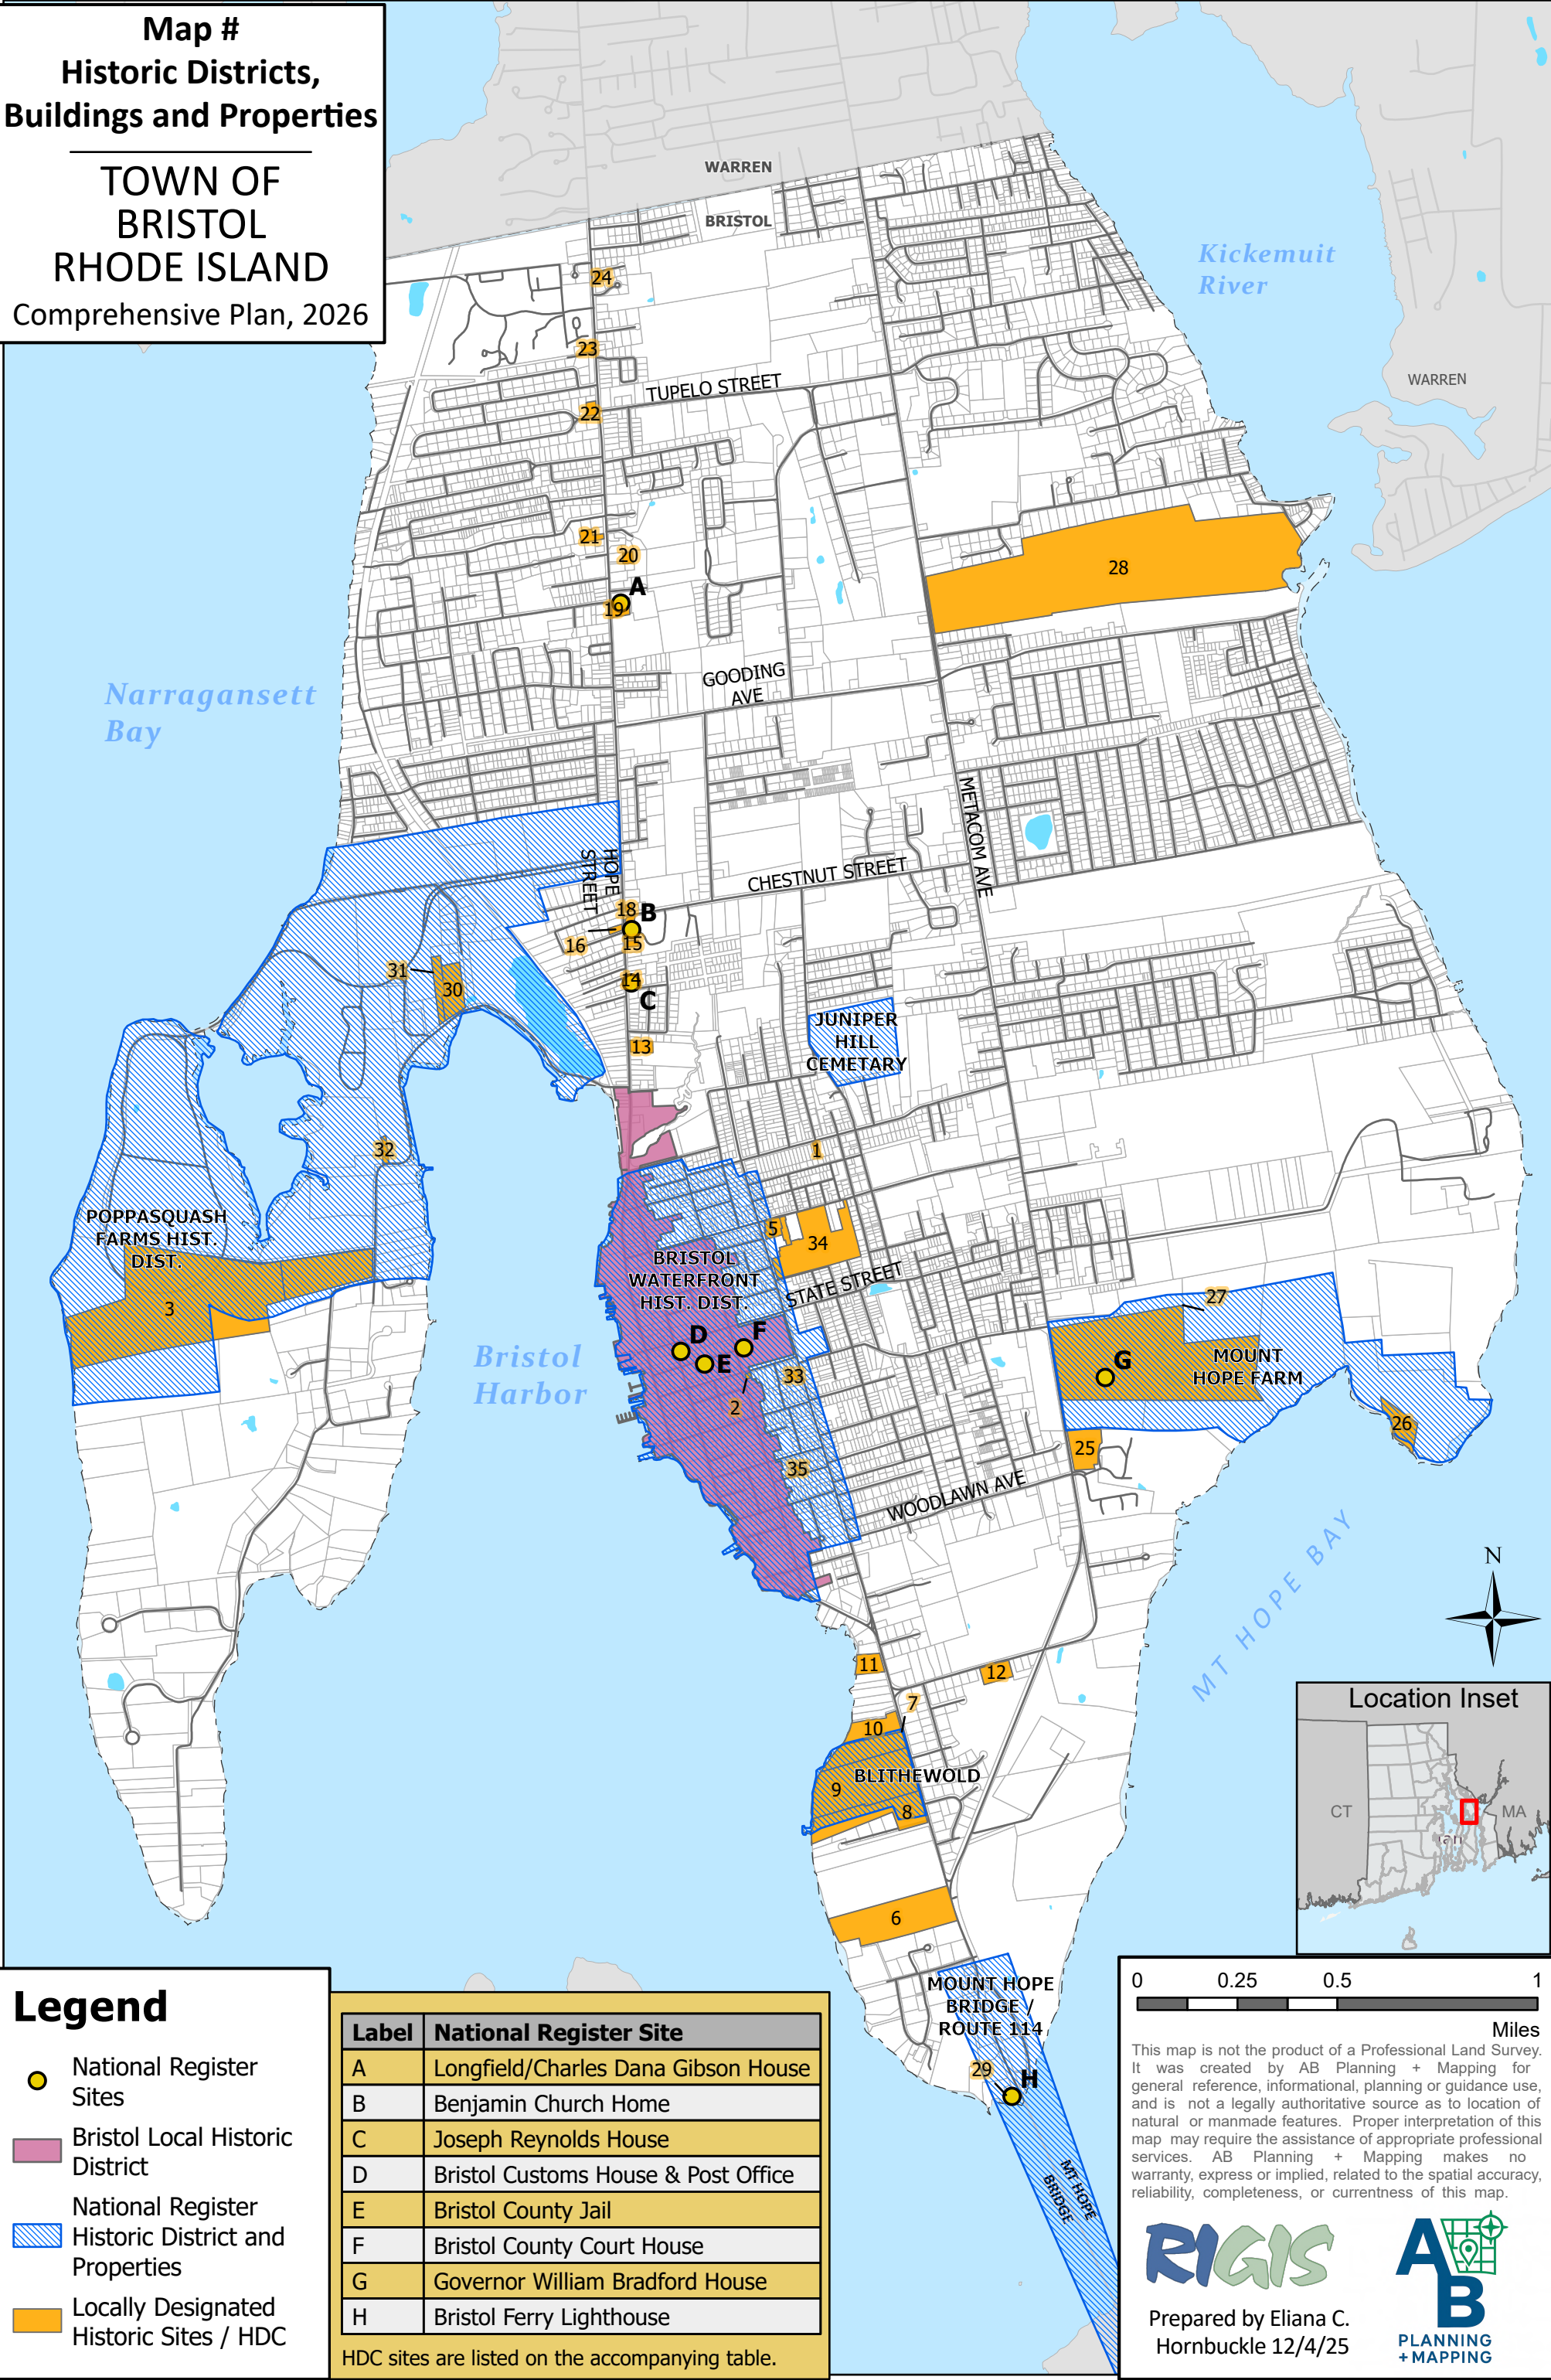 Map #
Historic Districts,
Buildings and Properties
TOWN OF
BRISTOL
RHODE ISLAND
Comprehensive Plan, 2026
WARREN
BRISTOL
Kickemuit
River
WARREN
24
23
TUPELO STREET
22
21
20
A
19
28
GOODING
AVE
Narragansett
Bay
METACOM AVE
HOPE
STREET
CHESTNUT STREET
18
B
16
15
31
30
14
C
JUNIPER
HILL
CEMETARY
13
32
1
POPPASQUASH
FARMS HIST.
DIST.
5
34
BRISTOL
WATERFRONT
HIST. DIST.
STATE STREET
27
3
D
F
E
Bristol
Harbor
33
2
G
MOUNT
HOPE FARM
26
25
35
WOODLAWN AVE
MT HOPE BAY
N
11
12
7
10
BLITHEWOLD
9
8
6
Location Inset
CT
MA
an
MOUNT HOPE
BRIDGE /
ROUTE 114
29
H
MT HOPE
BRIDGE
Legend
National Register
Sites
Bristol Local Historic
District
National Register
Historic District and
Properties
Locally Designated
Historic Sites / HDC
Label National Register Site
A Longfield/Charles Dana Gibson House
B Benjamin Church Home
C Joseph Reynolds House
D Bristol Customs House & Post Office
E Bristol County Jail
F Bristol County Court House
G Governor William Bradford House
H Bristol Ferry Lighthouse
HDC sites are listed on the accompanying table.
0 0.25 0.5 1
Miles
This map is not the product of a Professional Land Survey.
It was created by AB Planning + Mapping for
general reference, informational, planning or guidance use,
and is not a legally authoritative source as to location of
natural or manmade features. Proper interpretation of this
map may require the assistance of appropriate professional
services. AB Planning + Mapping makes no
warranty, express or implied, related to the spatial accuracy,
reliability, completeness, or currentness of this map.
RIGIS
Prepared by Eliana C.
Hornbuckle 12/4/25
AB
PLANNING
+MAPPING